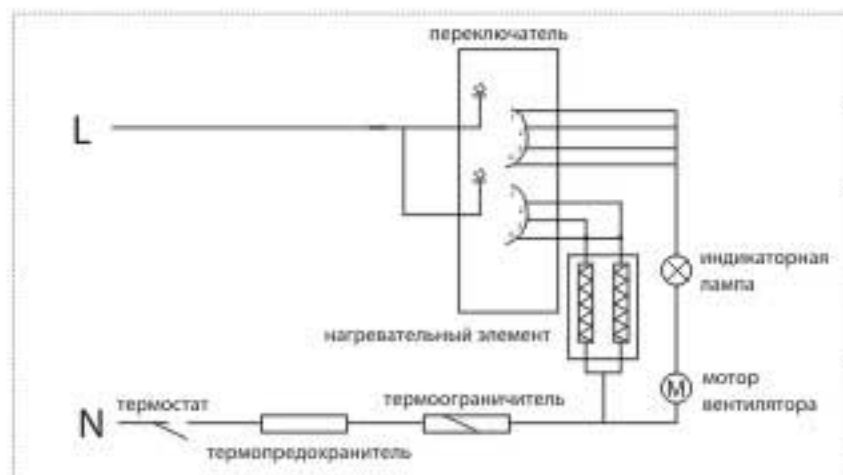 переключатель
L
индикаторная
лампа
нагревательный элемент
мотор
вентилятора
N
термостат
термоограничитель
термопредохранитель
M